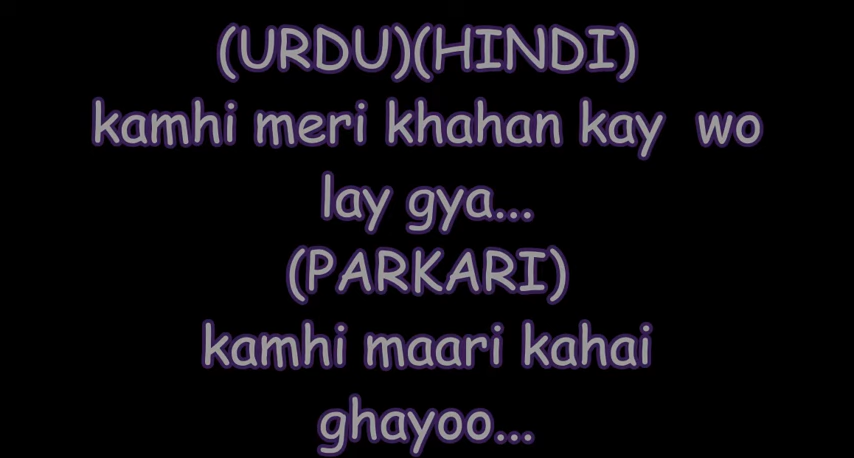 (URDU)(HINDI)
kamhi meri khahan kay wo
lay gya...
(PARKARI)
kamhi maari kahai
ghayoo...